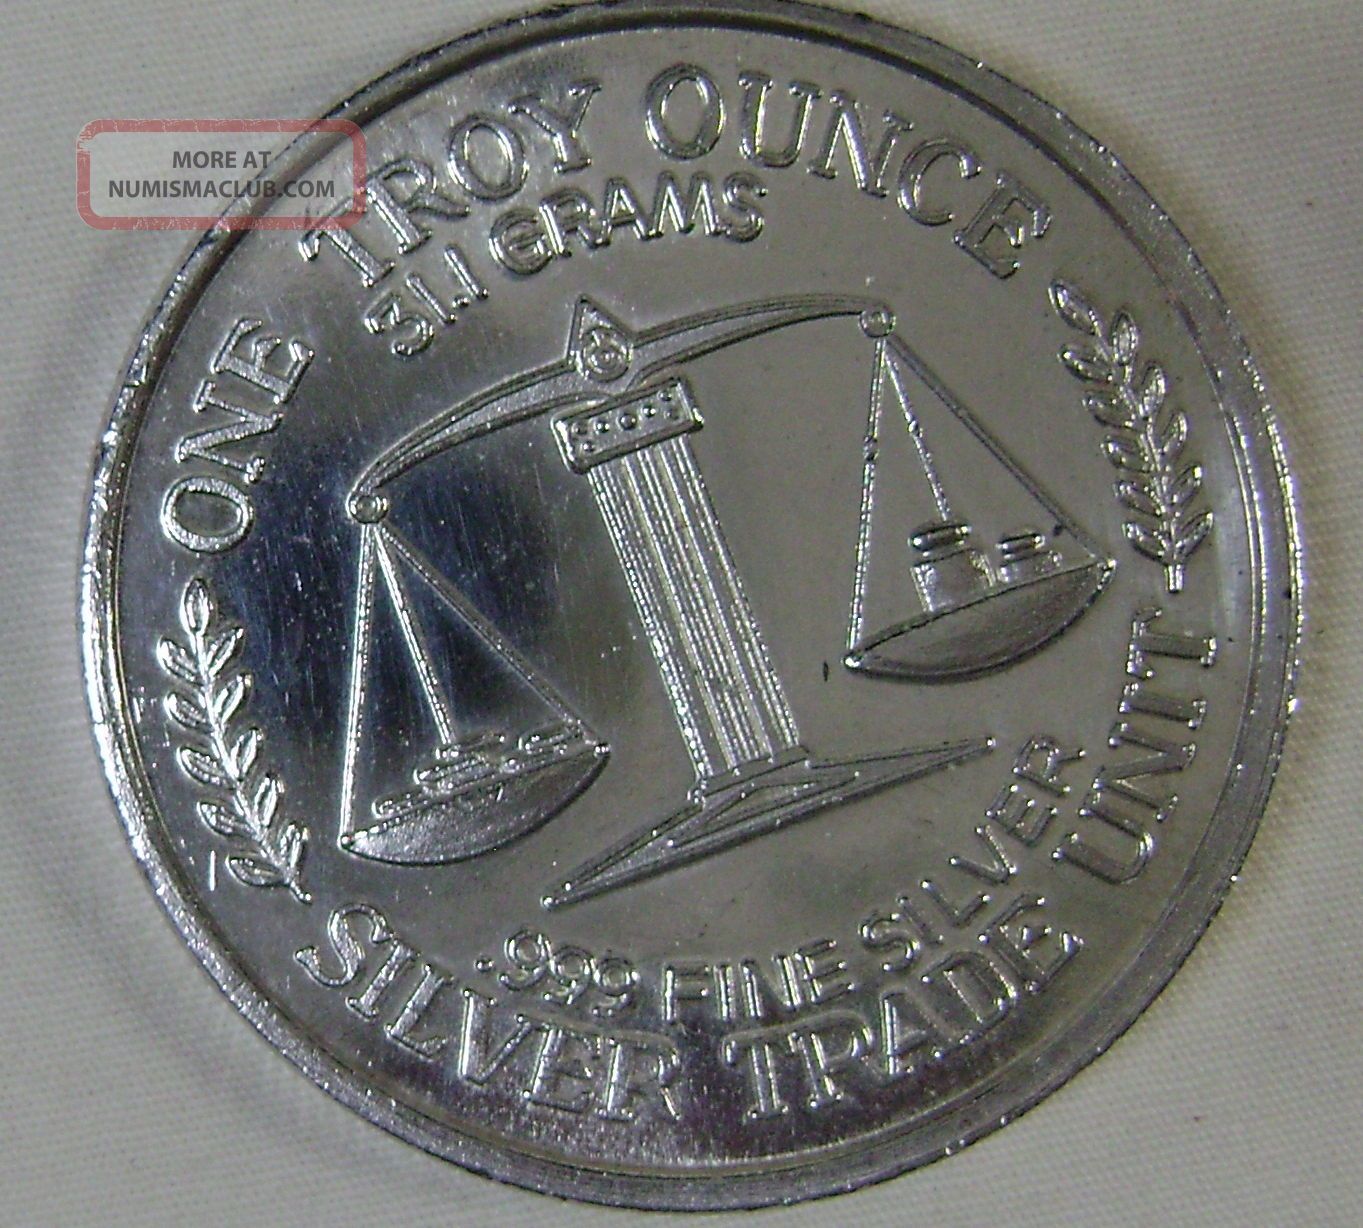 MORE AT
NUMISMACLUB.COM
ONE TROY OUNCE
31.1 GRAMS
.999 FINE SILVER
SILVER TRADE UNIT